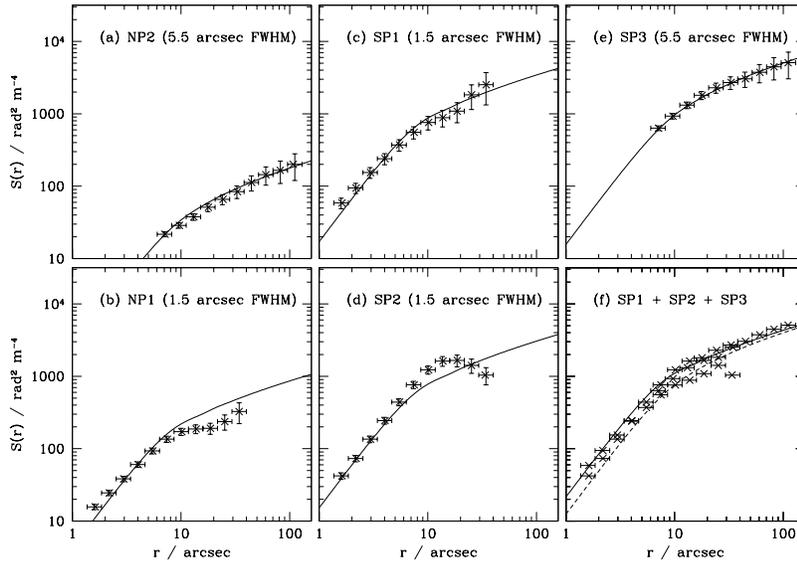 (a) NP2 (5.5 arcsec FWHM)
(c) SP1 (1.5 arcsec FWHM)
(e) SP3 (5.5 arcsec FWHM)
10⁴
1000
100
10
S(r) / rad² m⁻⁴
(b) NP1 (1.5 arcsec FWHM)
(d) SP2 (1.5 arcsec FWHM)
(f) SP1 + SP2 + SP3
10⁴
1000
100
10
S(r) / rad² m⁻⁴
1 10 100
1 10 100
1 10 100
r / arcsec
r / arcsec
r / arcsec